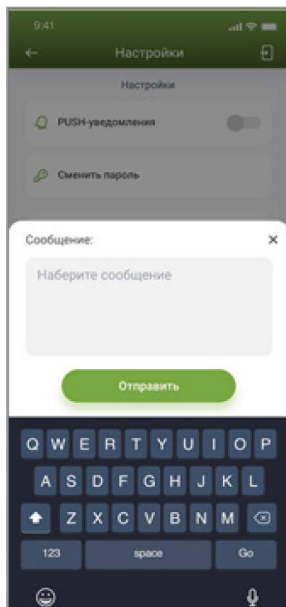 9:41
Настройки
Настройки
PUSH-уведомления
Сменить пароль
Сообщение:
Наберите сообщение
Отправить
Q W E R T Y U I O P
A S D F G H J K L
Z X C V B N M
123 space Go